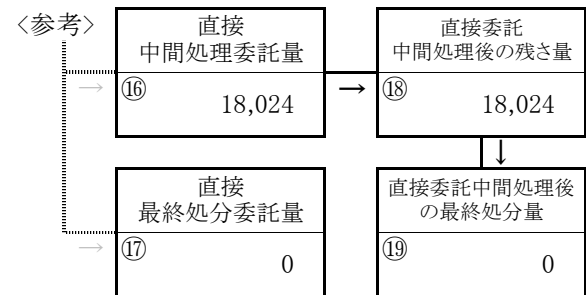 〈参考〉
直接
中間処理委託量
→ ⑯ 18,024
→
直接委託
中間処理後の残さ量
⑱ 18,024
↓
直接
最終処分委託量
→ ⑰ 0
直接委託中間処理後
の最終処分量
⑲ 0